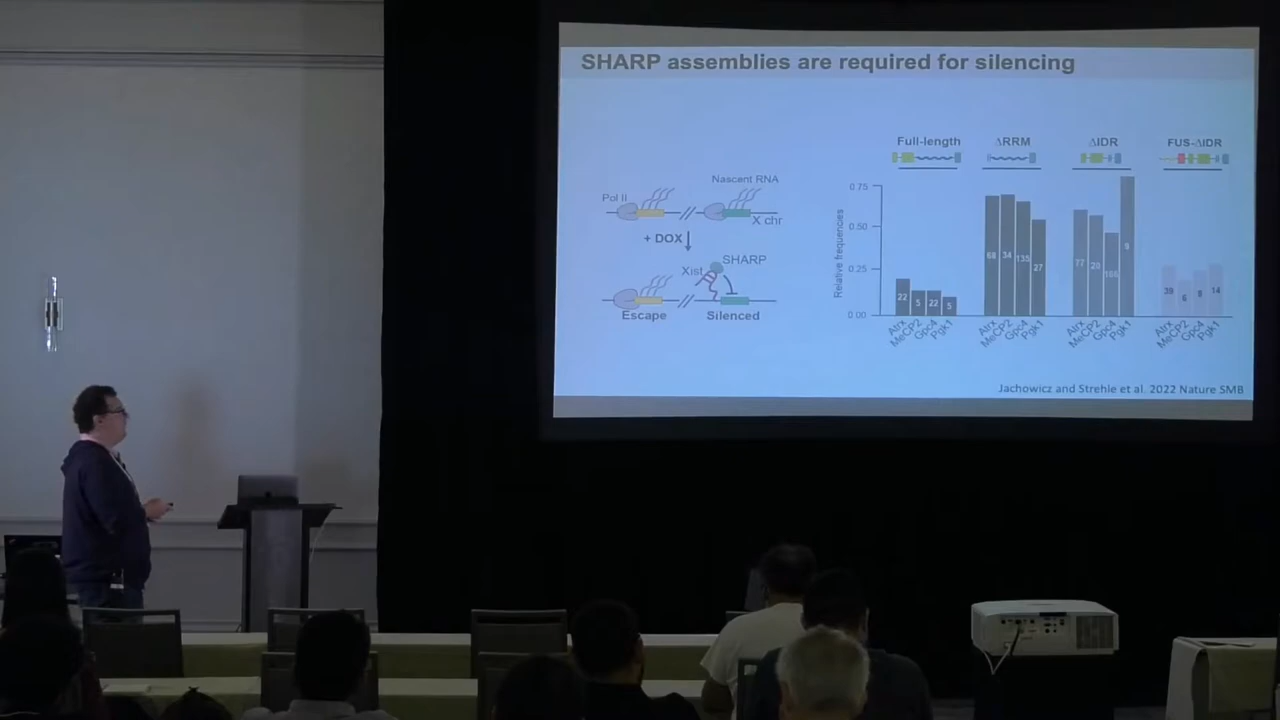 SHARP assemblies are required for silencing
Pol II
Nascent RNA
X chr
+ DOX
Xist
SHARP
Escape
Silenced
Full-length
ΔRRM
ΔIDR
FUS-ΔIDR
Relative frequencies
0.75
0.50
0.25
0.00
22
5
22
5
68
34
135
27
77
20
166
9
39
6
8
14
Atrx
MeCP2
Gpc4
Pgk1
Atrx
MeCP2
Gpc4
Pgk1
Atrx
MeCP2
Gpc4
Pgk1
Atrx
MeCP2
Gpc4
Pgk1
Jachowicz and Strehle et al. 2022 Nature SMB